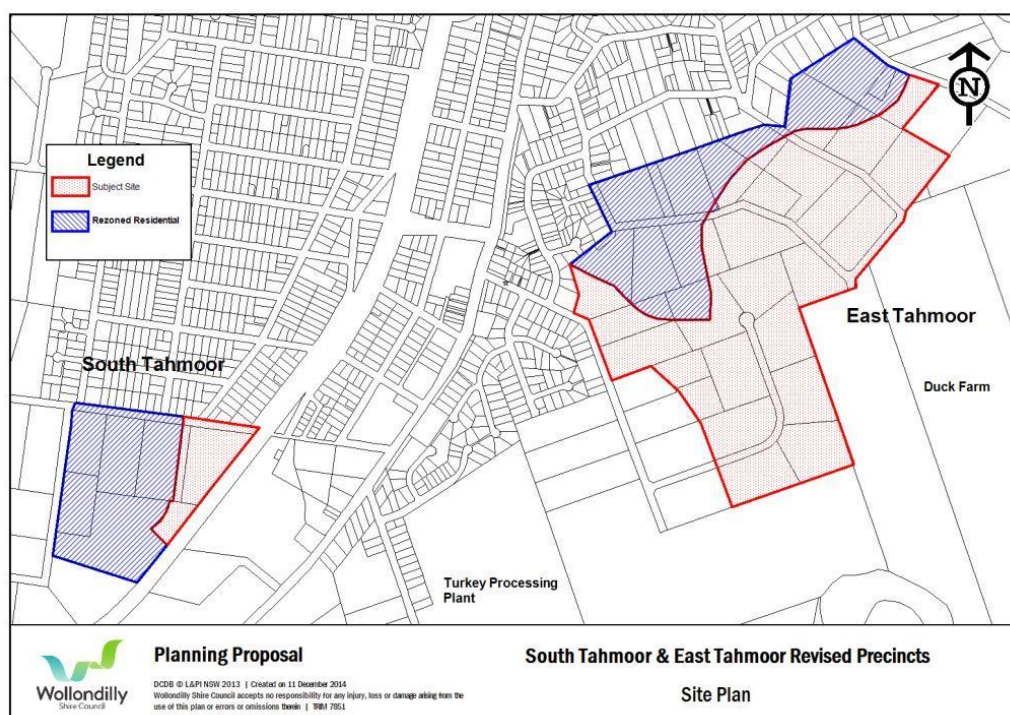 N
Legend
Subject Site
Rezoned Residential
South Tahmoor
East Tahmoor
Duck Farm
Turkey Processing
Plant
Wollondilly
Shire Council
Planning Proposal
DCDB © L&PI NSW 2013 | Created on 11 December 2014
Wollondilly Shire Council accepts no responsibility for any injury, loss or damage arising from the
use of this plan or errors or omissions therein | TRIM 7851
South Tahmoor & East Tahmoor Revised Precincts
Site Plan